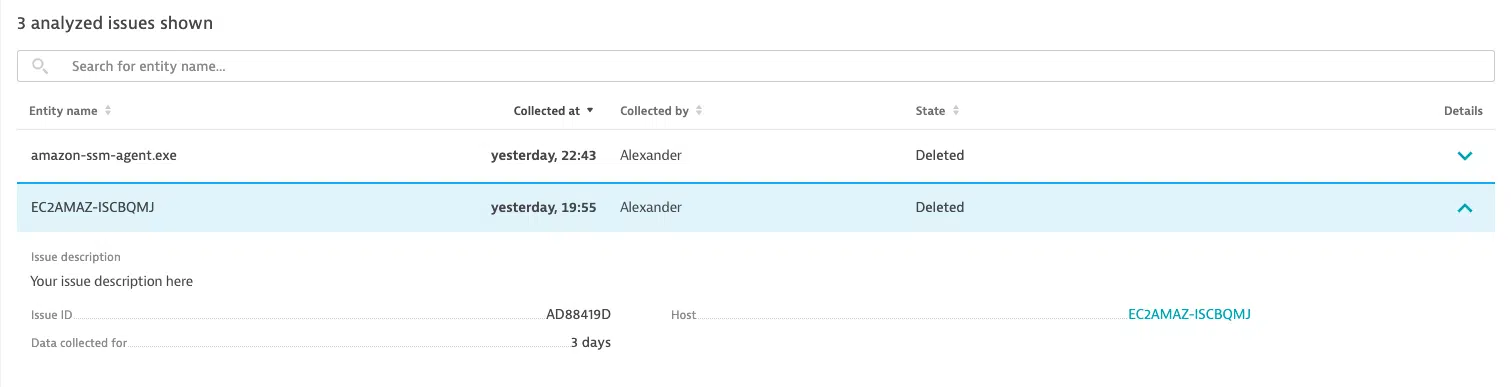 3 analyzed issues shown
Search for entity name...
Entity name Collected at Collected by State Details
amazon-ssm-agent.exe yesterday, 22:43 Alexander Deleted
EC2AMAZ-ISCBQMJ yesterday, 19:55 Alexander Deleted
Issue description
Your issue description here
Issue ID AD88419D Host EC2AMAZ-ISCBQMJ
Data collected for 3 days